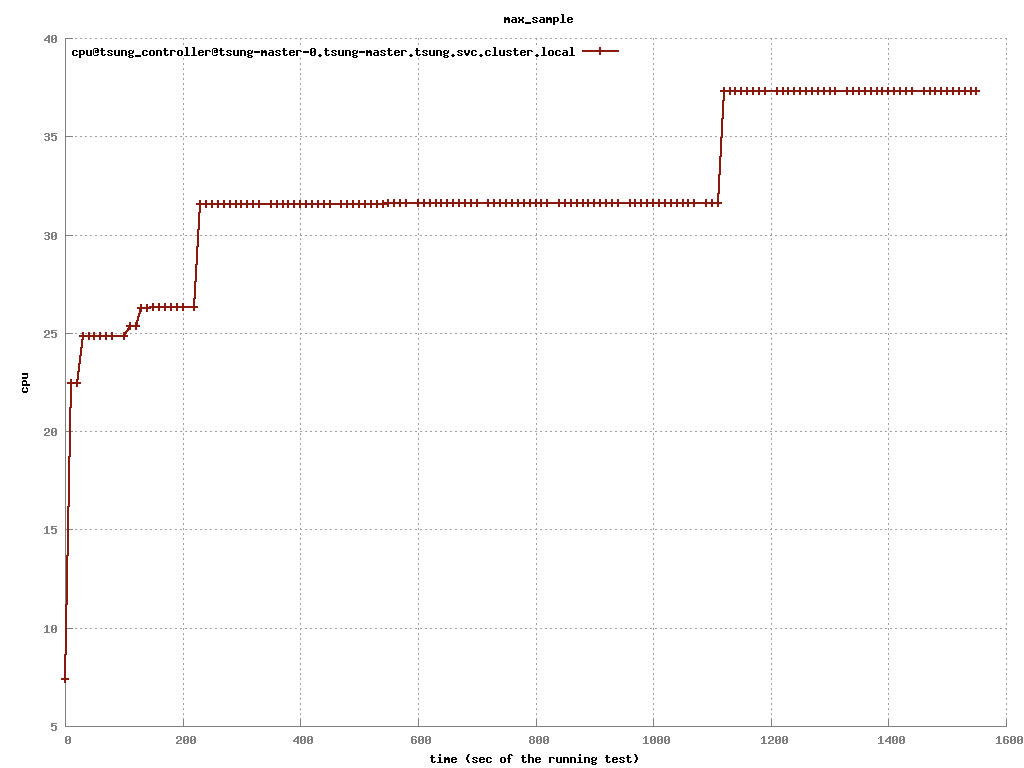 max_sample
40
cpu@tsung_controller@tsung-master-0.tsung-master.tsung.svc.cluster.local
35
30
25
cpu
20
15
10
5
0 200 400 600 800 1000 1200 1400 1600
time (sec of the running test)